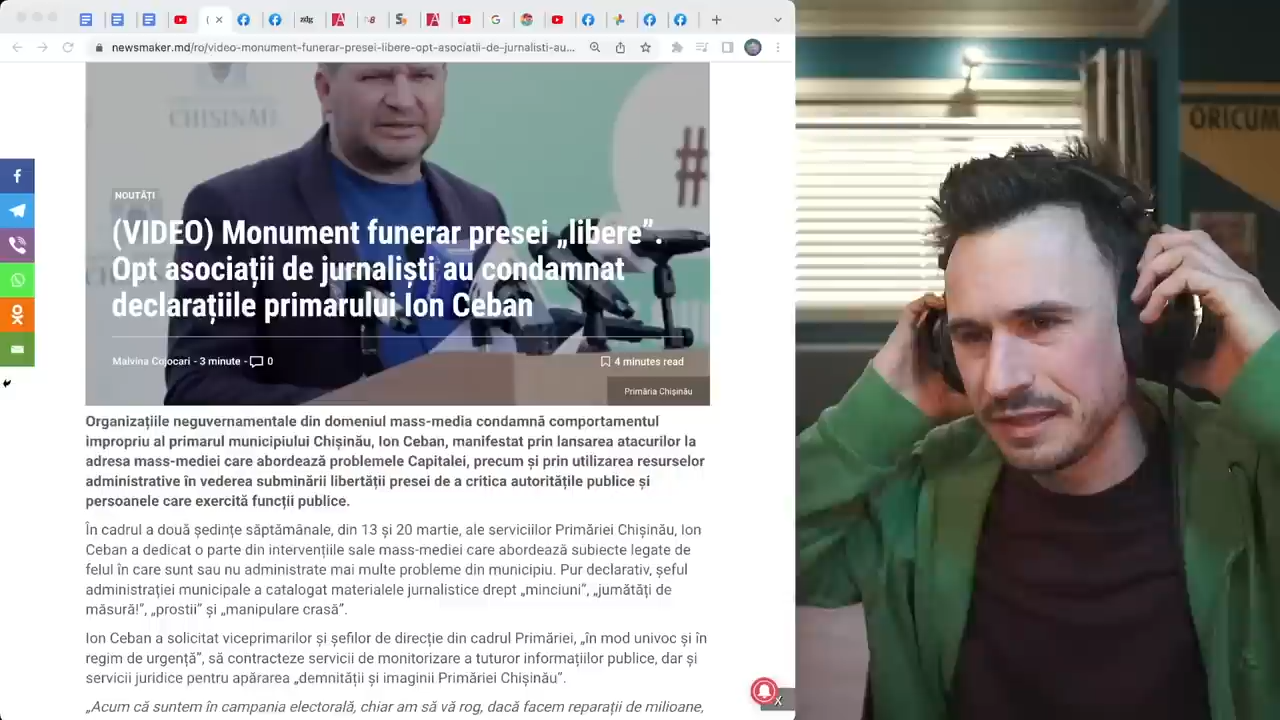 newsmaker.md/ro/video-monument-funerar-presei-libere-opt-asociatii-de-jurnalisti-au...
CHIȘINĂU
#
ORICUM
NOUTĂȚI
(VIDEO) Monument funerar presei „libere”.
Opt asociații de jurnaliști au condamnat
declarațiile primarului Ion Ceban
Malvina Cojocari - 3 minute - 0
4 minutes read
Primăria Chișinău
Organizațiile neguvernamentale din domeniul mass-media condamnă comportamentul
impropriu al primarul municipiului Chișinău, Ion Ceban, manifestat prin lansarea atacurilor la
adresa mass-mediei care abordează problemele Capitalei, precum și prin utilizarea resurselor
administrative în vederea subminării libertății presei de a critica autoritățile publice și
persoanele care exercită funcții publice.
În cadrul a două ședințe săptămânale, din 13 și 20 martie, ale serviciilor Primăriei Chișinău, Ion
Ceban a dedicat o parte din intervențiile sale mass-mediei care abordează subiecte legate de
felul în care sunt sau nu administrate mai multe probleme din municipiu. Pur declarativ, șeful
administrației municipale a catalogat materialele jurnalistice drept „minciuni”, „jumătăți de
măsură!”, „prostii” și „manipulare crasă”.
Ion Ceban a solicitat viceprimarilor și șefilor de direcție din cadrul Primăriei, „în mod univoc și în
regim de urgență”, să contracteze servicii de monitorizare a tuturor informațiilor publice, dar și
servicii juridice pentru apărarea „demnității și imaginii Primăriei Chișinău”.
„Acum că suntem în campania electorală, chiar am să vă rog, dacă facem reparații de milioane,
X